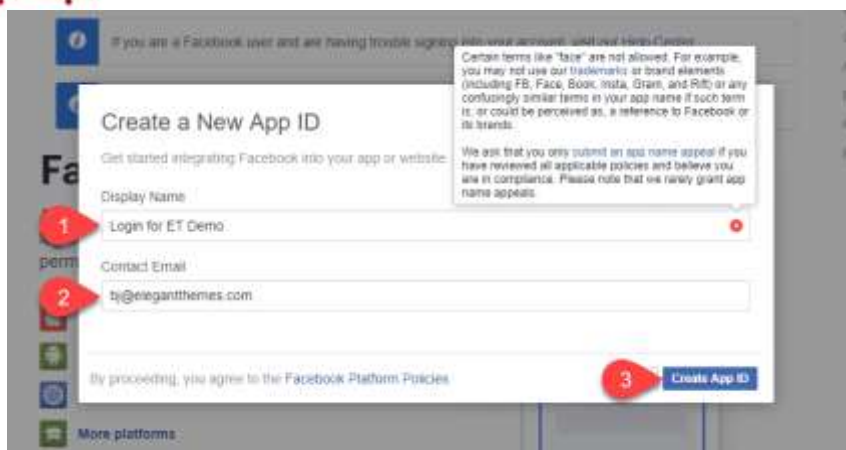 If you are a Facebook user and are having trouble signing into your account, visit our Help Center
Certain terms like "face" are not allowed. For example,
you may not use our trademarks or brand elements
(including FB, Face, Book, Insta, Gram, and Rift) or any
confusingly similar terms in your app name if such term
is, or could be perceived as, a reference to Facebook or
its brands.
We ask that you only submit an app name appeal if you
have reviewed all applicable policies and believe you
are in compliance. Please note that we rarely grant app
name appeals.
Create a New App ID
Get started integrating Facebook into your app or website
Fa
Display Name
1
Login for ET Demo
perm
Contact Email
2
bj@elegantthemes.com
By proceeding, you agree to the Facebook Platform Policies
3
Create App ID
More platforms